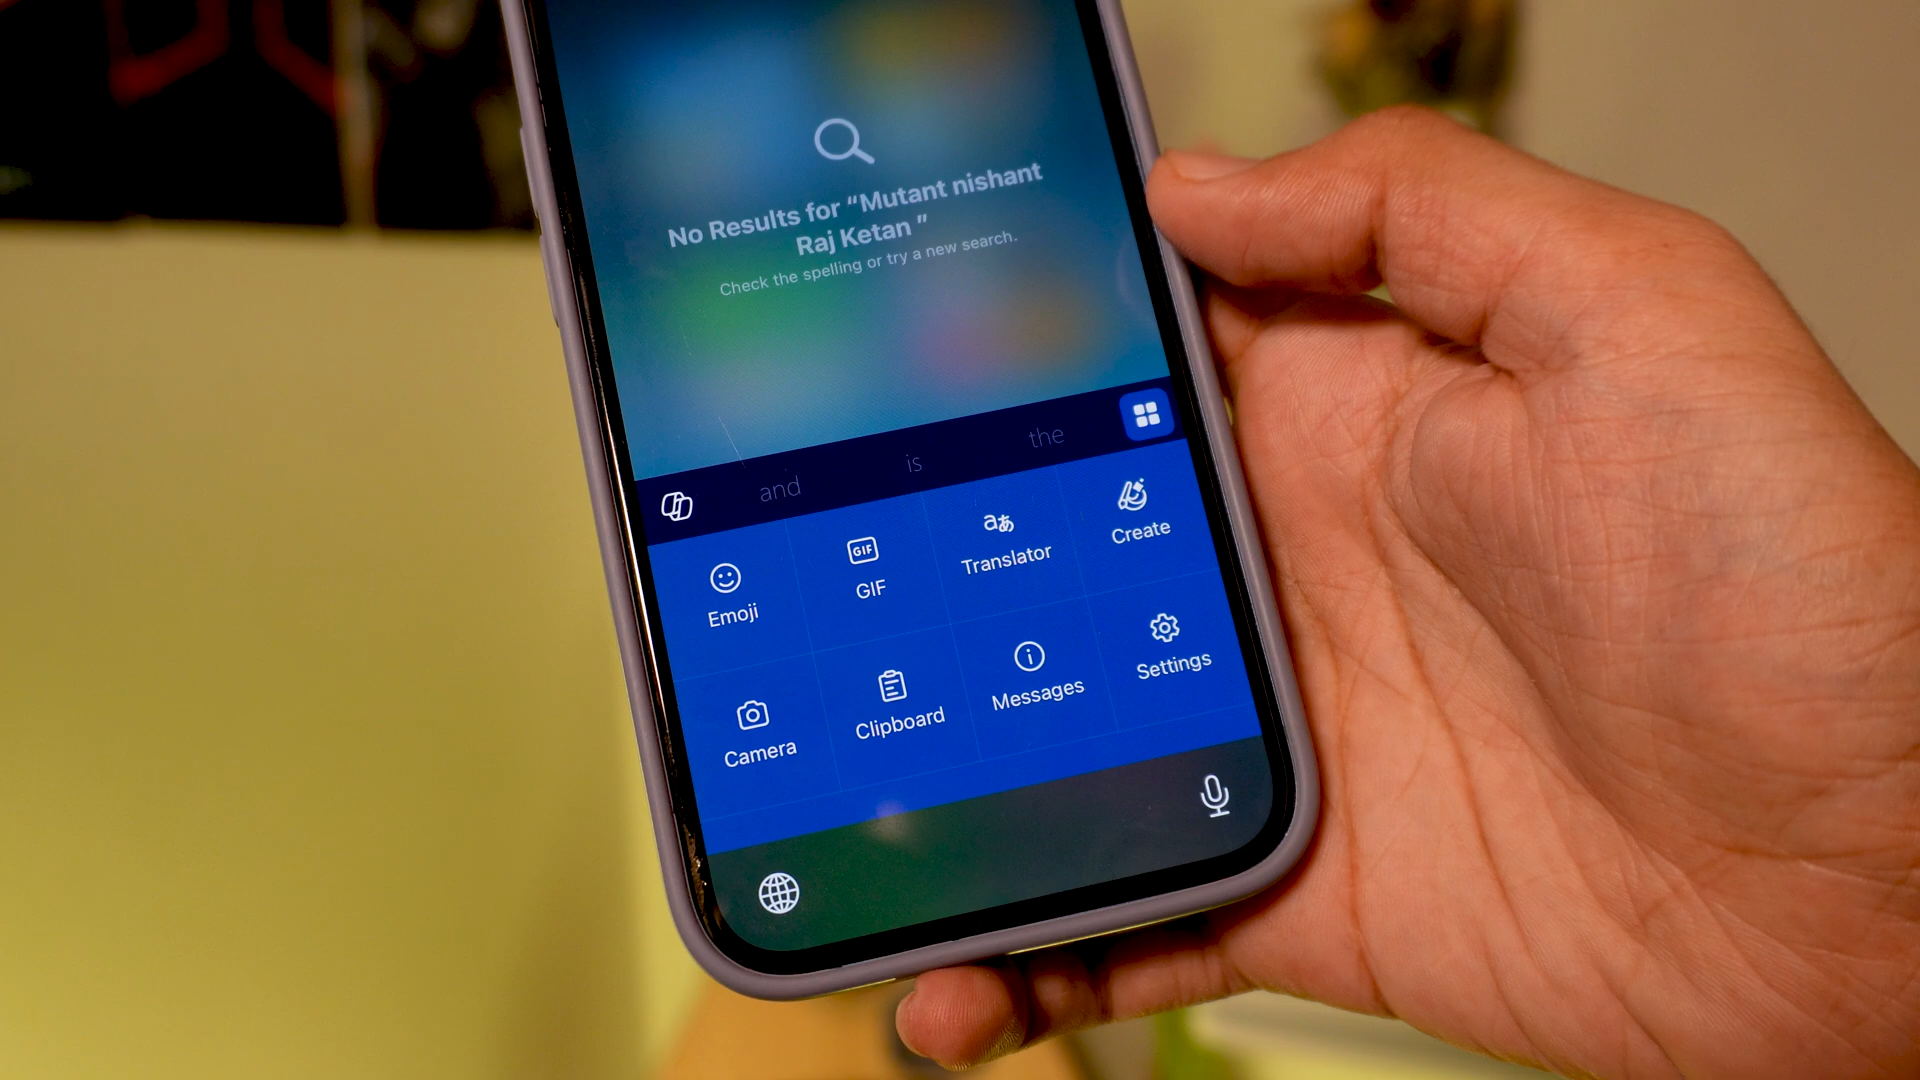 No Results for “Mutant nishant
Raj Ketan ”
Check the spelling or try a new search.
and is the
Emoji GIF Translator Create
GIF
aあ
Camera Clipboard Messages Settings